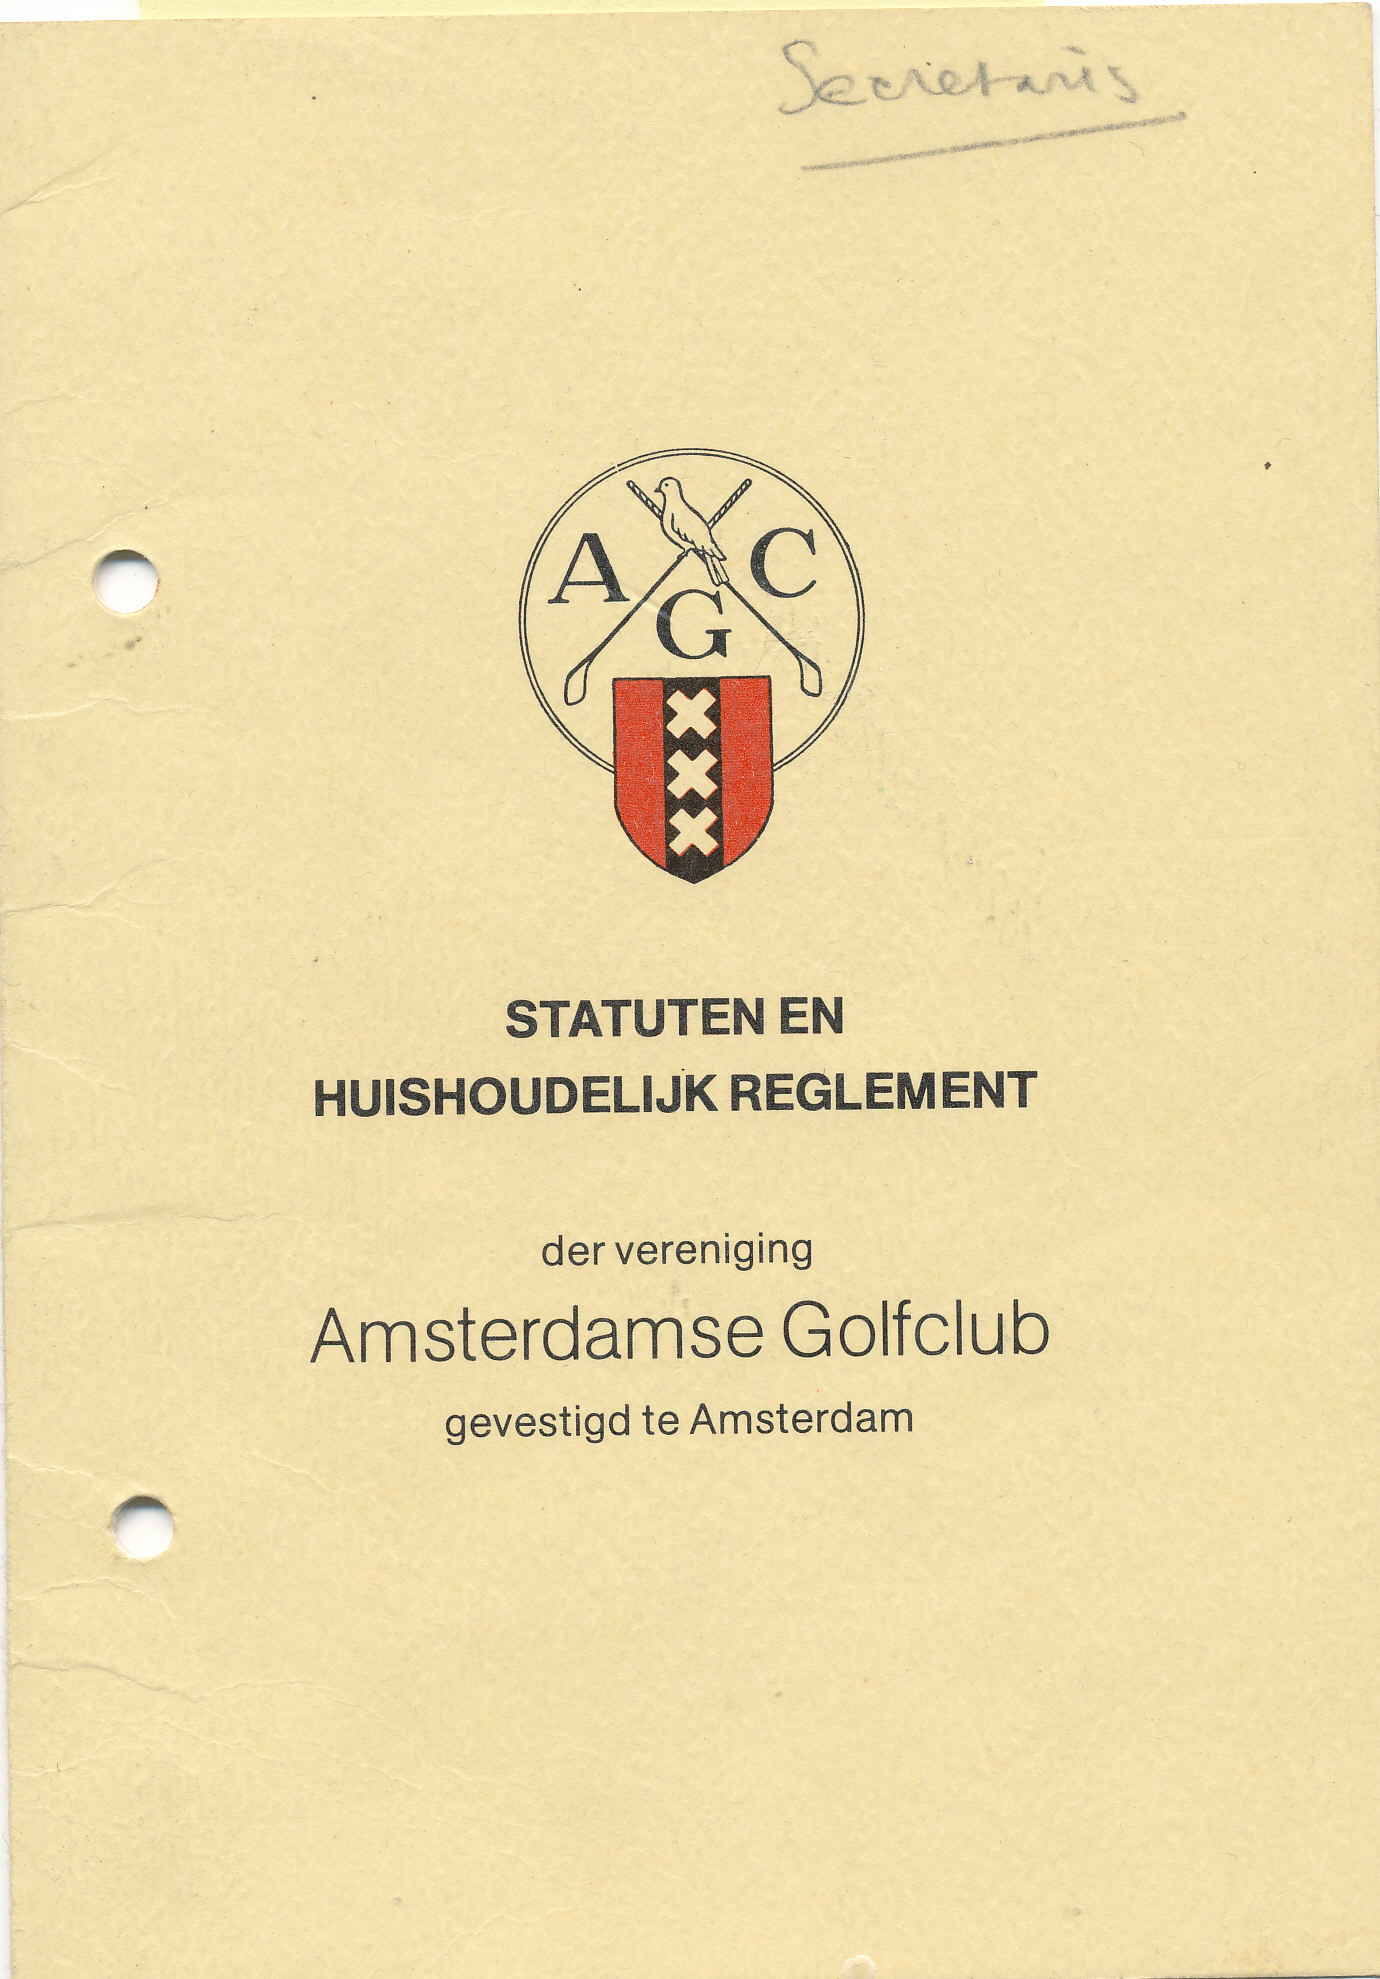 Secretaris
A G C
STATUTEN EN
HUISHOUDELIJK REGLEMENT
der vereniging
Amsterdamse Golfclub
gevestigd te Amsterdam